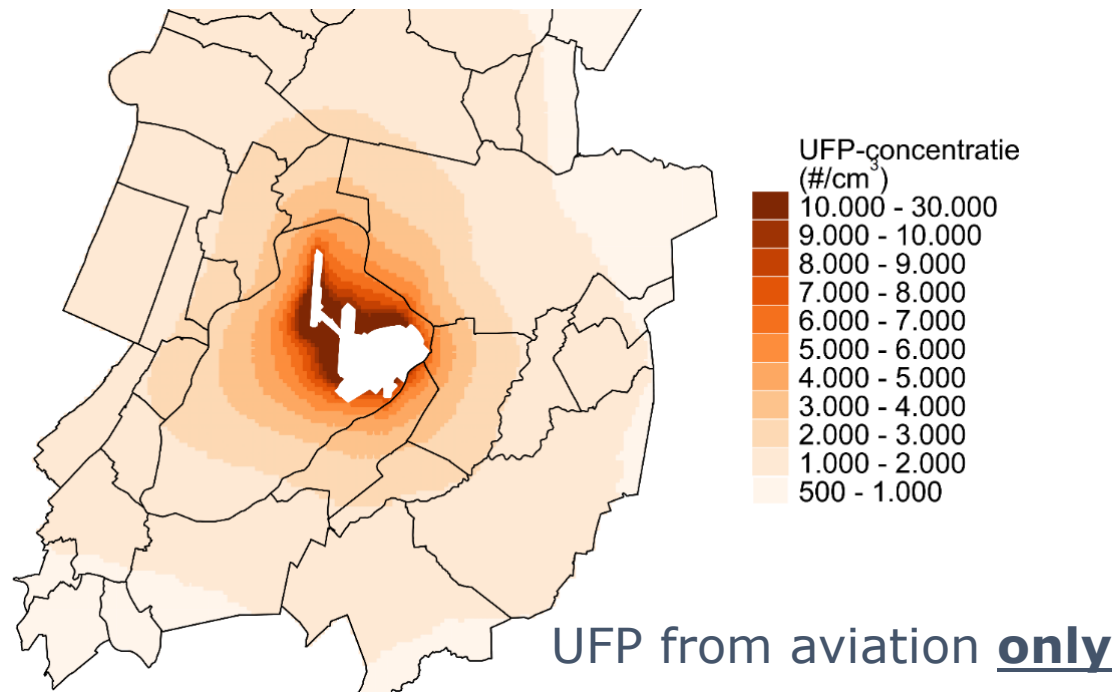 UFP-concentratie
(#/cm³)
10.000 - 30.000
9.000 - 10.000
8.000 - 9.000
7.000 - 8.000
6.000 - 7.000
5.000 - 6.000
4.000 - 5.000
3.000 - 4.000
2.000 - 3.000
1.000 - 2.000
500 - 1.000
UFP from aviation only